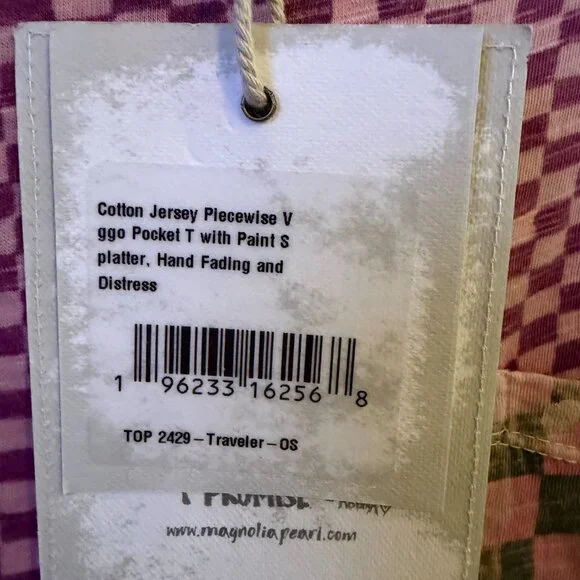 Cotton Jersey Piecewise V
ggo Pocket T with Paint S
platter, Hand Fading and
Distress
1 96233 16256 8
TOP 2429-Traveler-OS
PROMISE
www.magnoliapearl.com